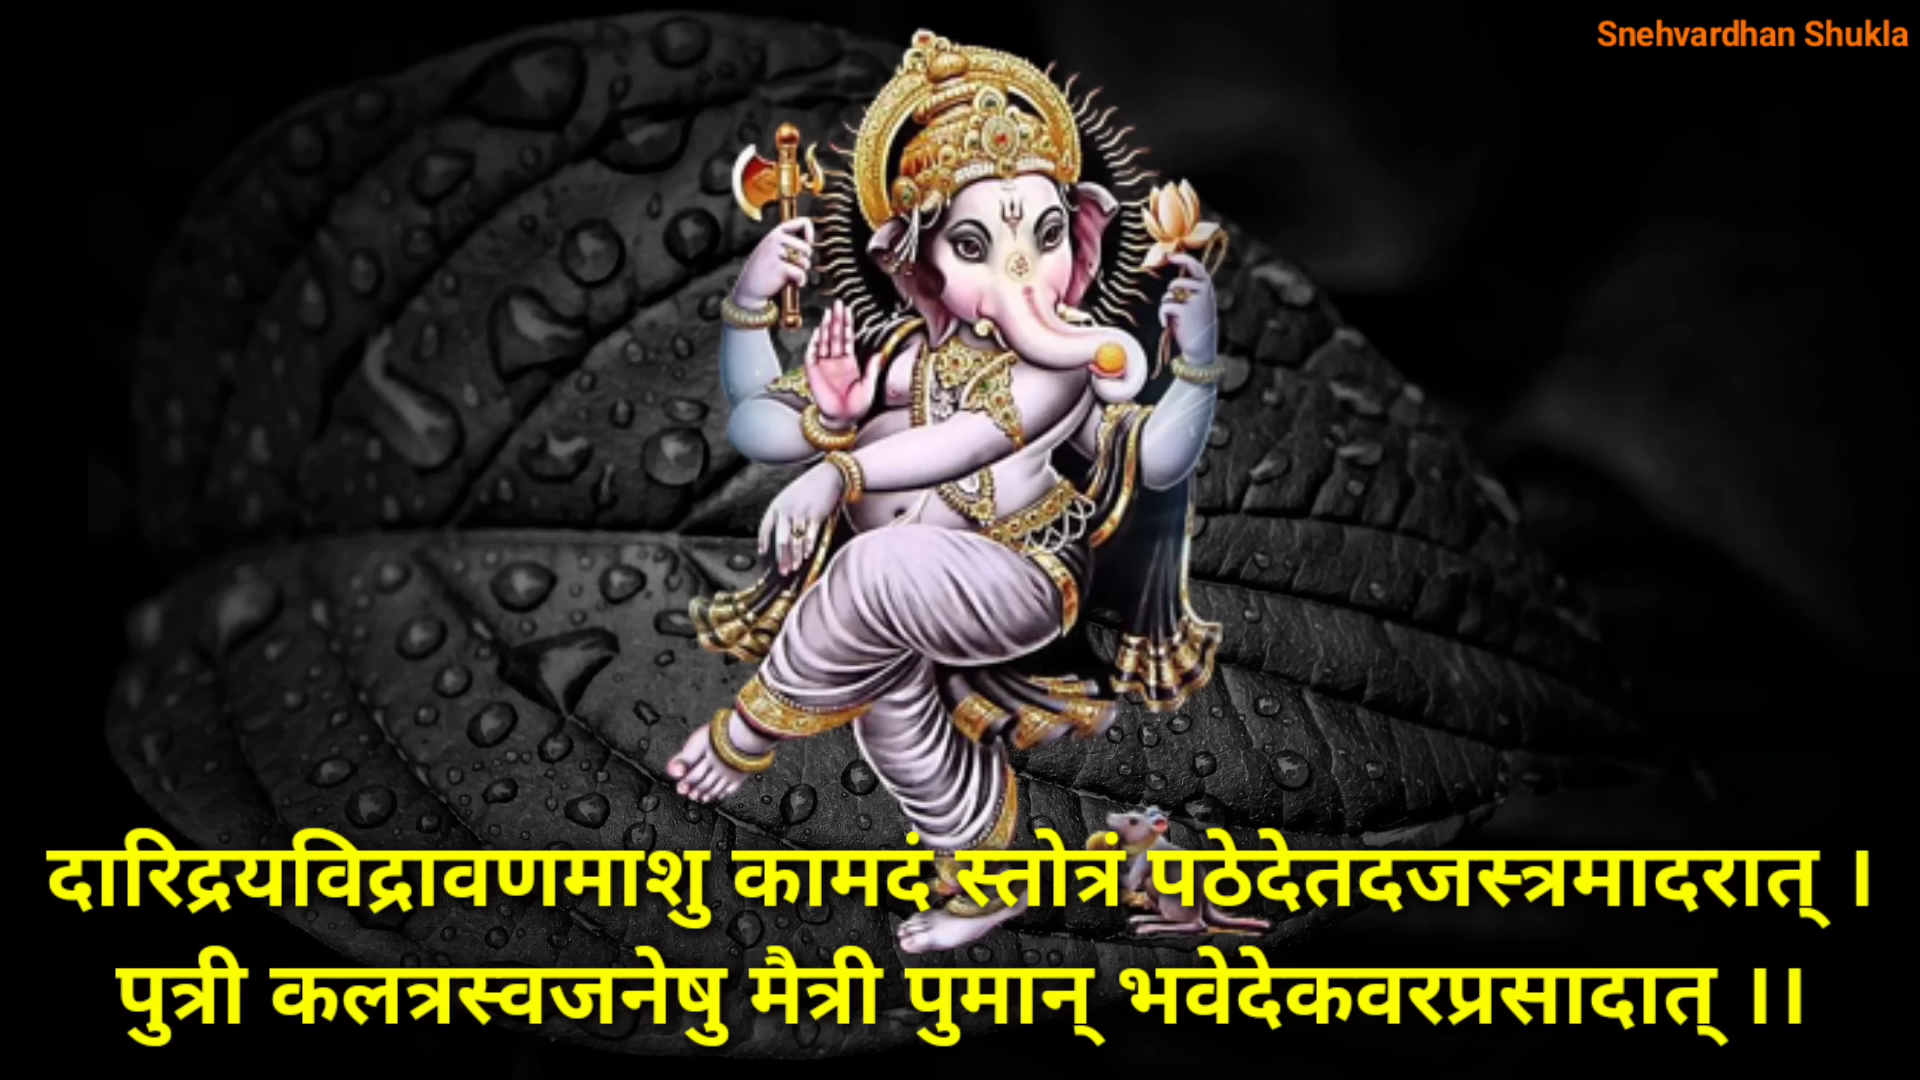 Snehvardhan Shukla
दारिद्रयविद्रावणमाशु कामदं स्तोत्रं पठेदेतदजस्त्रमादरात् ।
पुत्री कलत्रस्वजनेषु मैत्री पुमान् भवेदेकवरप्रसादात् ।।